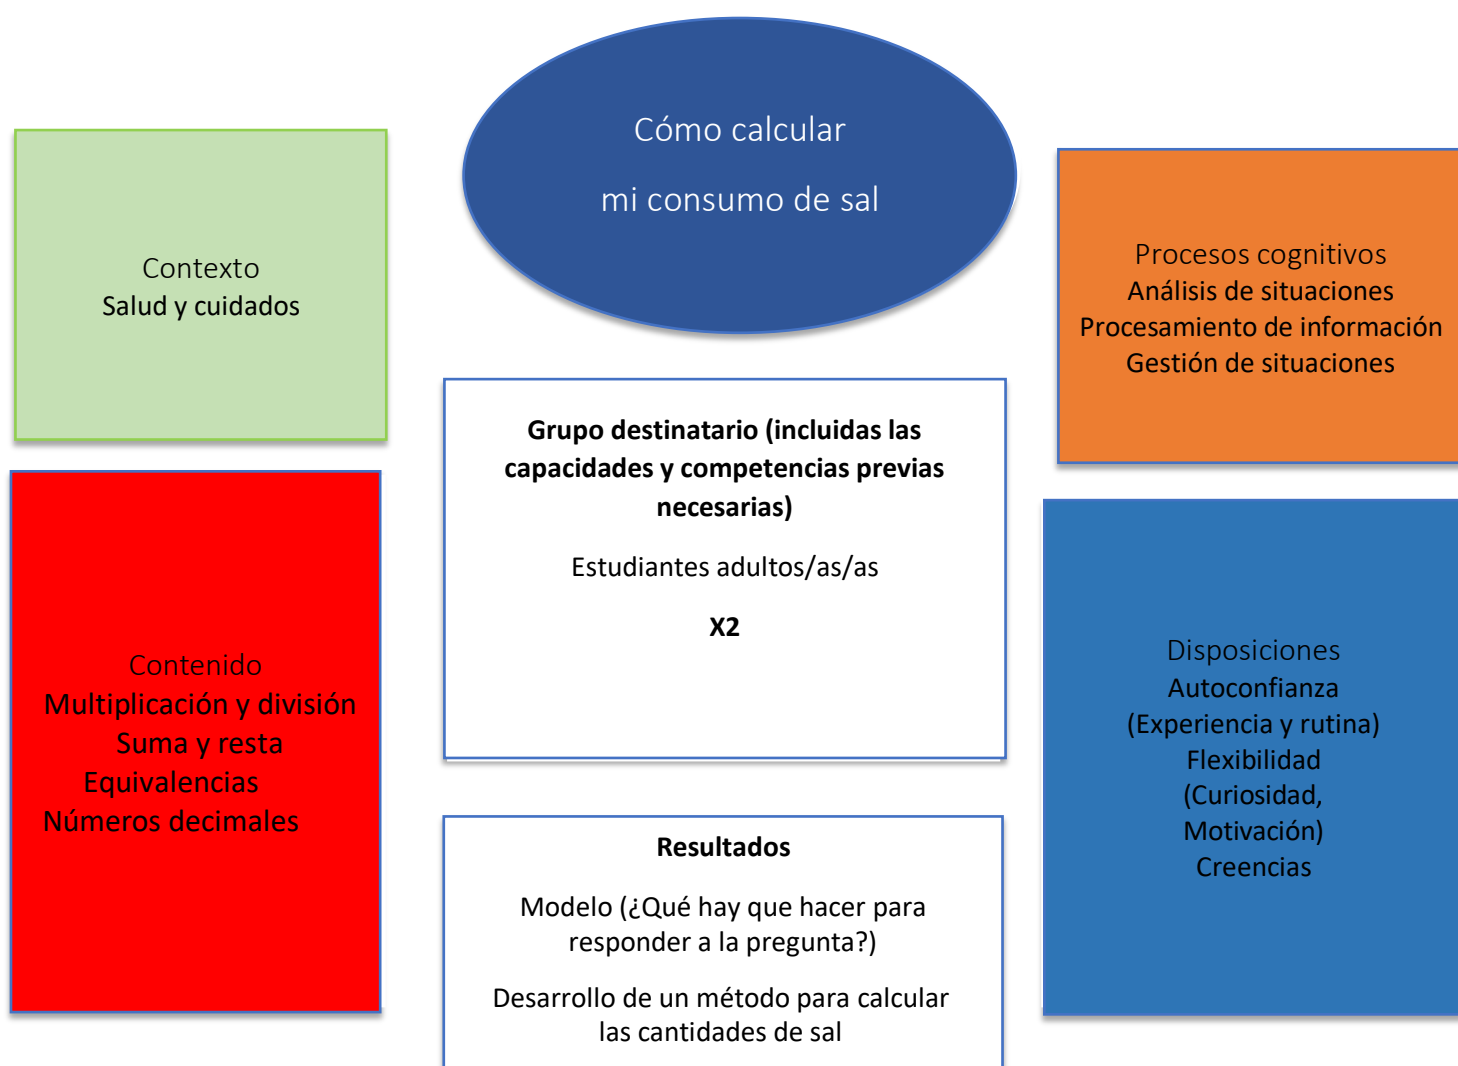 Cómo calcular
mi consumo de sal
Contexto
Salud y cuidados
Procesos cognitivos
Análisis de situaciones
Procesamiento de información
Gestión de situaciones
Grupo destinatario (incluidas las
capacidades y competencias previas
necesarias)
Estudiantes adultos/as/as
X2
Contenido
Multiplicación y división
Suma y resta
Equivalencias
Números decimales
Disposiciones
Autoconfianza
(Experiencia y rutina)
Flexibilidad
(Curiosidad,
Motivación)
Creencias
Resultados
Modelo (¿Qué hay que hacer para
responder a la pregunta?)
Desarrollo de un método para calcular
las cantidades de sal